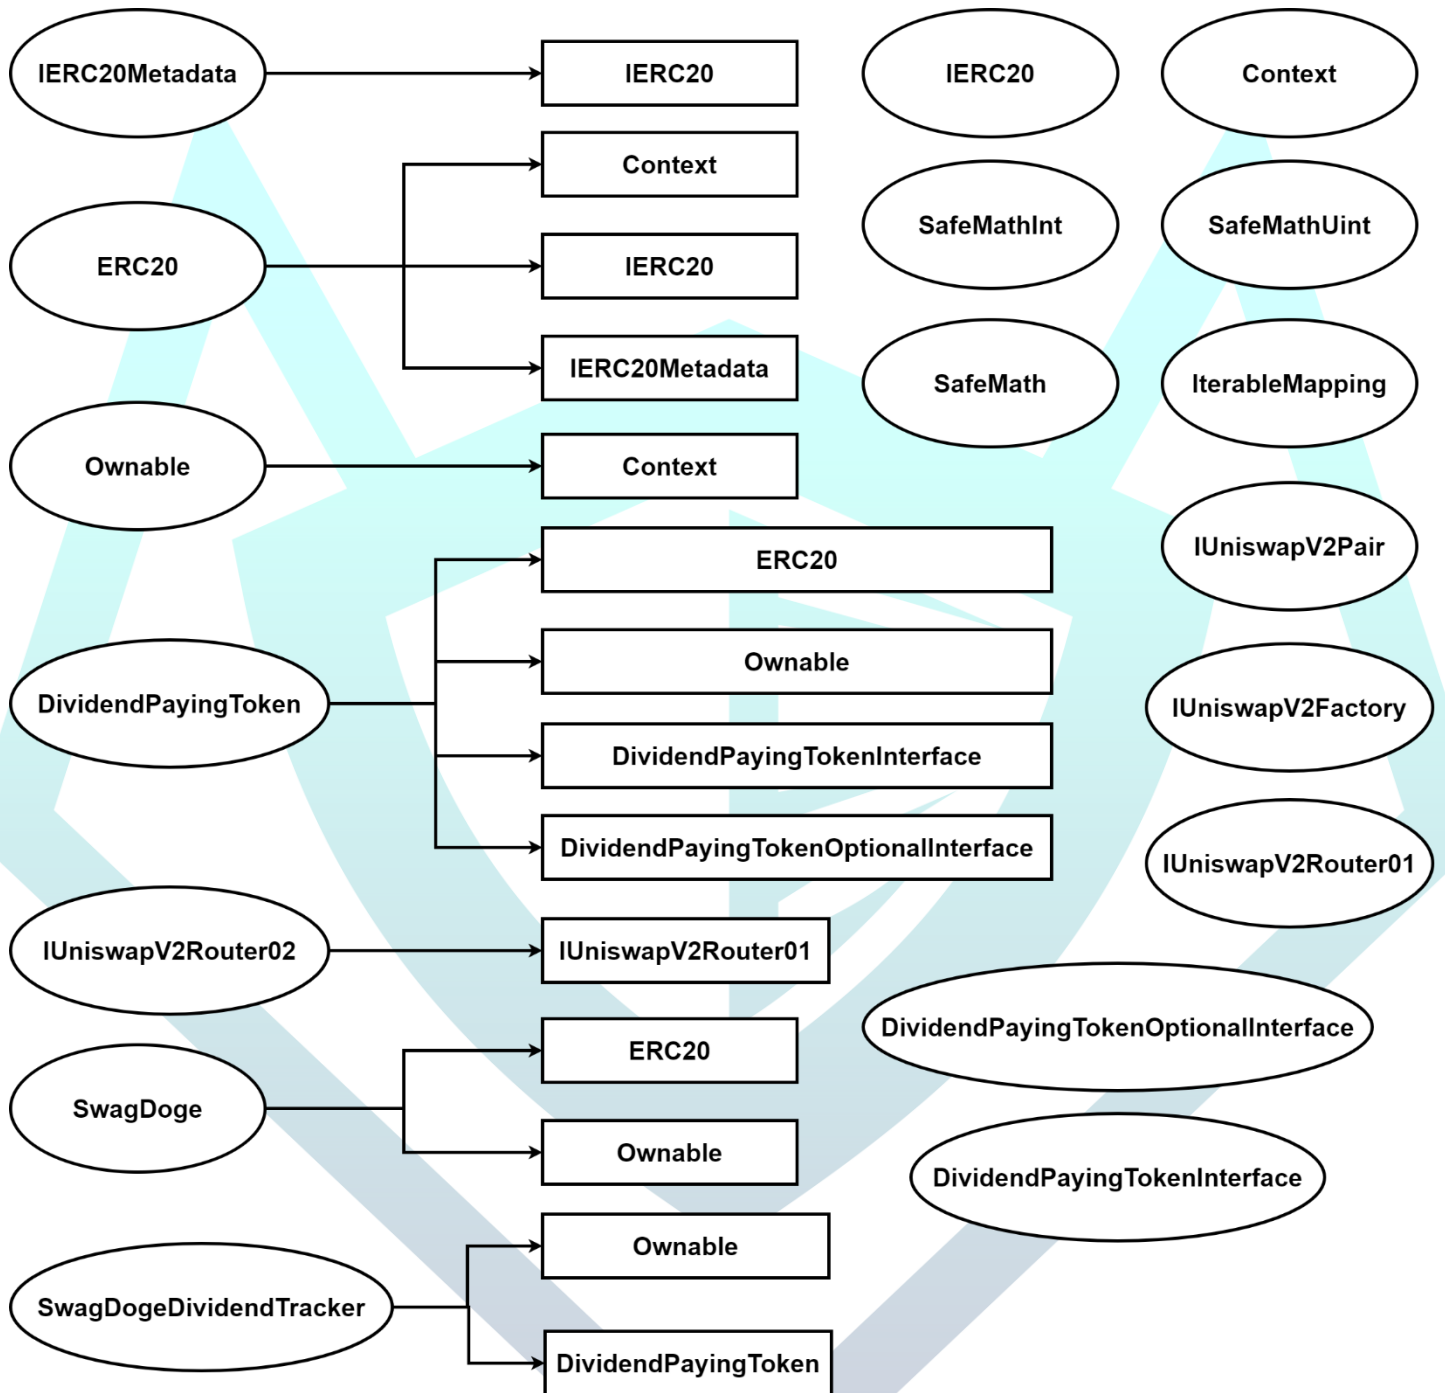 IERC20Metadata
IERC20
IERC20
Context
Context
SafeMathInt
SafeMathUint
ERC20
IERC20
IERC20Metadata
SafeMath
IterableMapping
Ownable
Context
IUniswapV2Pair
ERC20
Ownable
DividendPayingToken
IUniswapV2Factory
DividendPayingTokenInterface
DividendPayingTokenOptionalInterface
IUniswapV2Router01
IUniswapV2Router02
IUniswapV2Router01
DividendPayingTokenOptionalInterface
ERC20
SwagDoge
Ownable
DividendPayingTokenInterface
Ownable
SwagDogeDividendTracker
DividendPayingToken